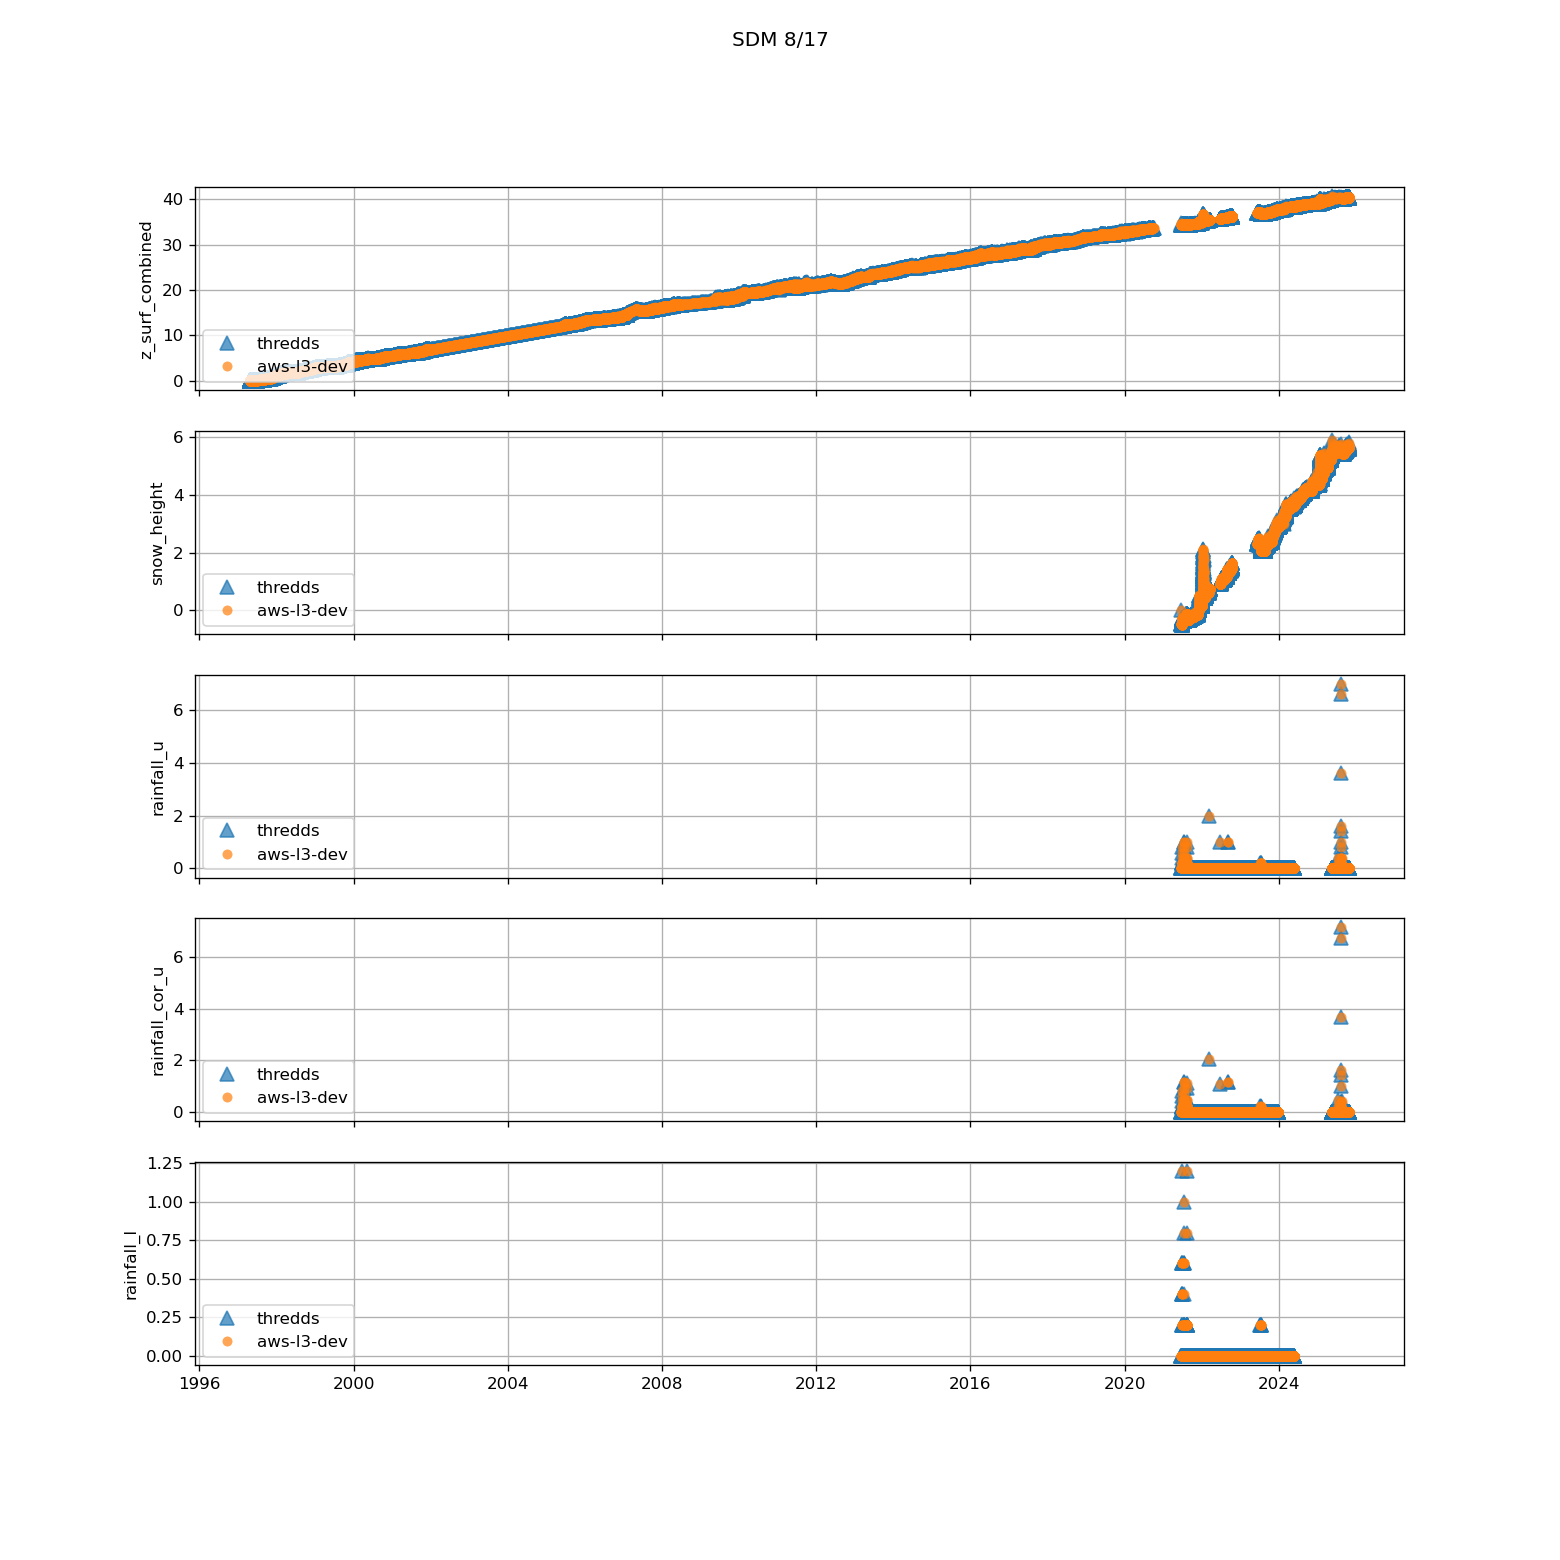 SDM 8/17
z_surf_combined
40
30
20
10
0
thredds
aws-l3-dev
snow_height
6
4
2
0
thredds
aws-l3-dev
rainfall_u
6
4
2
0
thredds
aws-l3-dev
rainfall_cor_u
6
4
2
0
thredds
aws-l3-dev
rainfall_l
1.25
1.00
0.75
0.50
0.25
0.00
thredds
aws-l3-dev
1996 2000 2004 2008 2012 2016 2020 2024